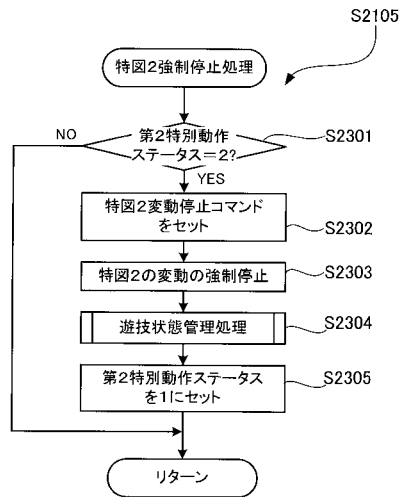 S2105
特図2強制停止処理
NO
第2特別動作
ステータス=2?
S2301
YES
特図2変動停止コマンド
をセット
S2302
特図2の変動の強制停止
S2303
遊技状態管理処理
S2304
第2特別動作ステータス
を1にセット
S2305
リターン